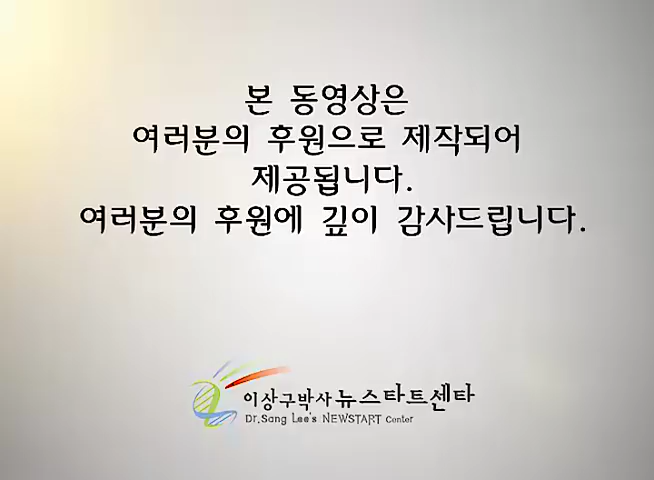 본 동영상은
여러분의 후원으로 제작되어
제공됩니다.
여러분의 후원에 깊이 감사드립니다.
이상구박사 뉴스타트센타
Dr.Sang Lee's NEWSTART Center